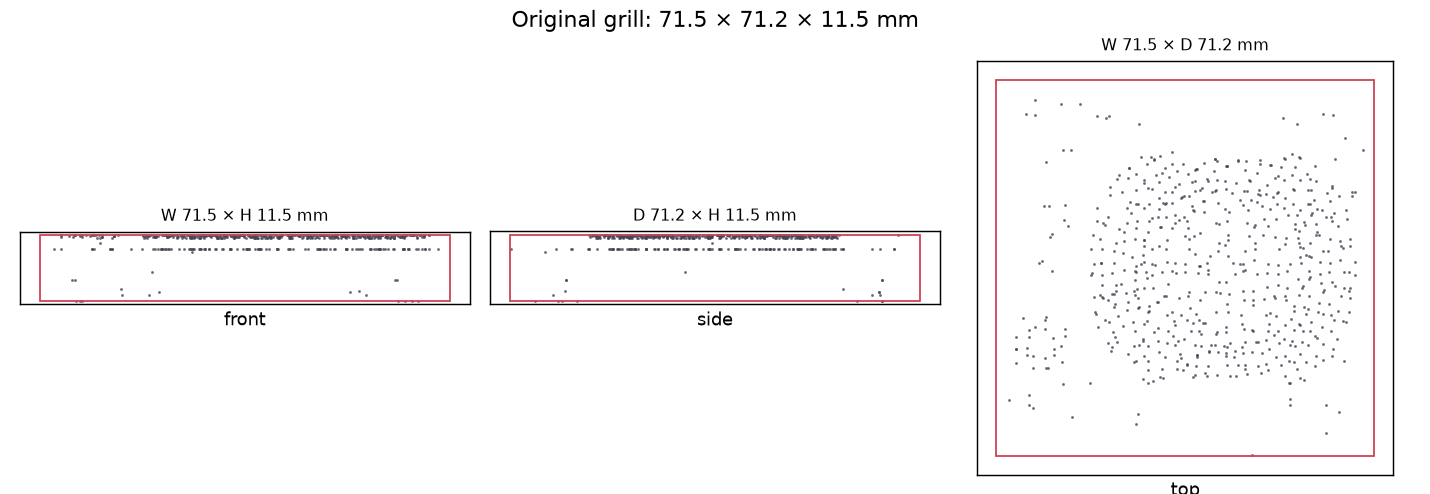 Original grill: 71.5 × 71.2 × 11.5 mm
W 71.5 × D 71.2 mm
W 71.5 × H 11.5 mm
D 71.2 × H 11.5 mm
front
side
top